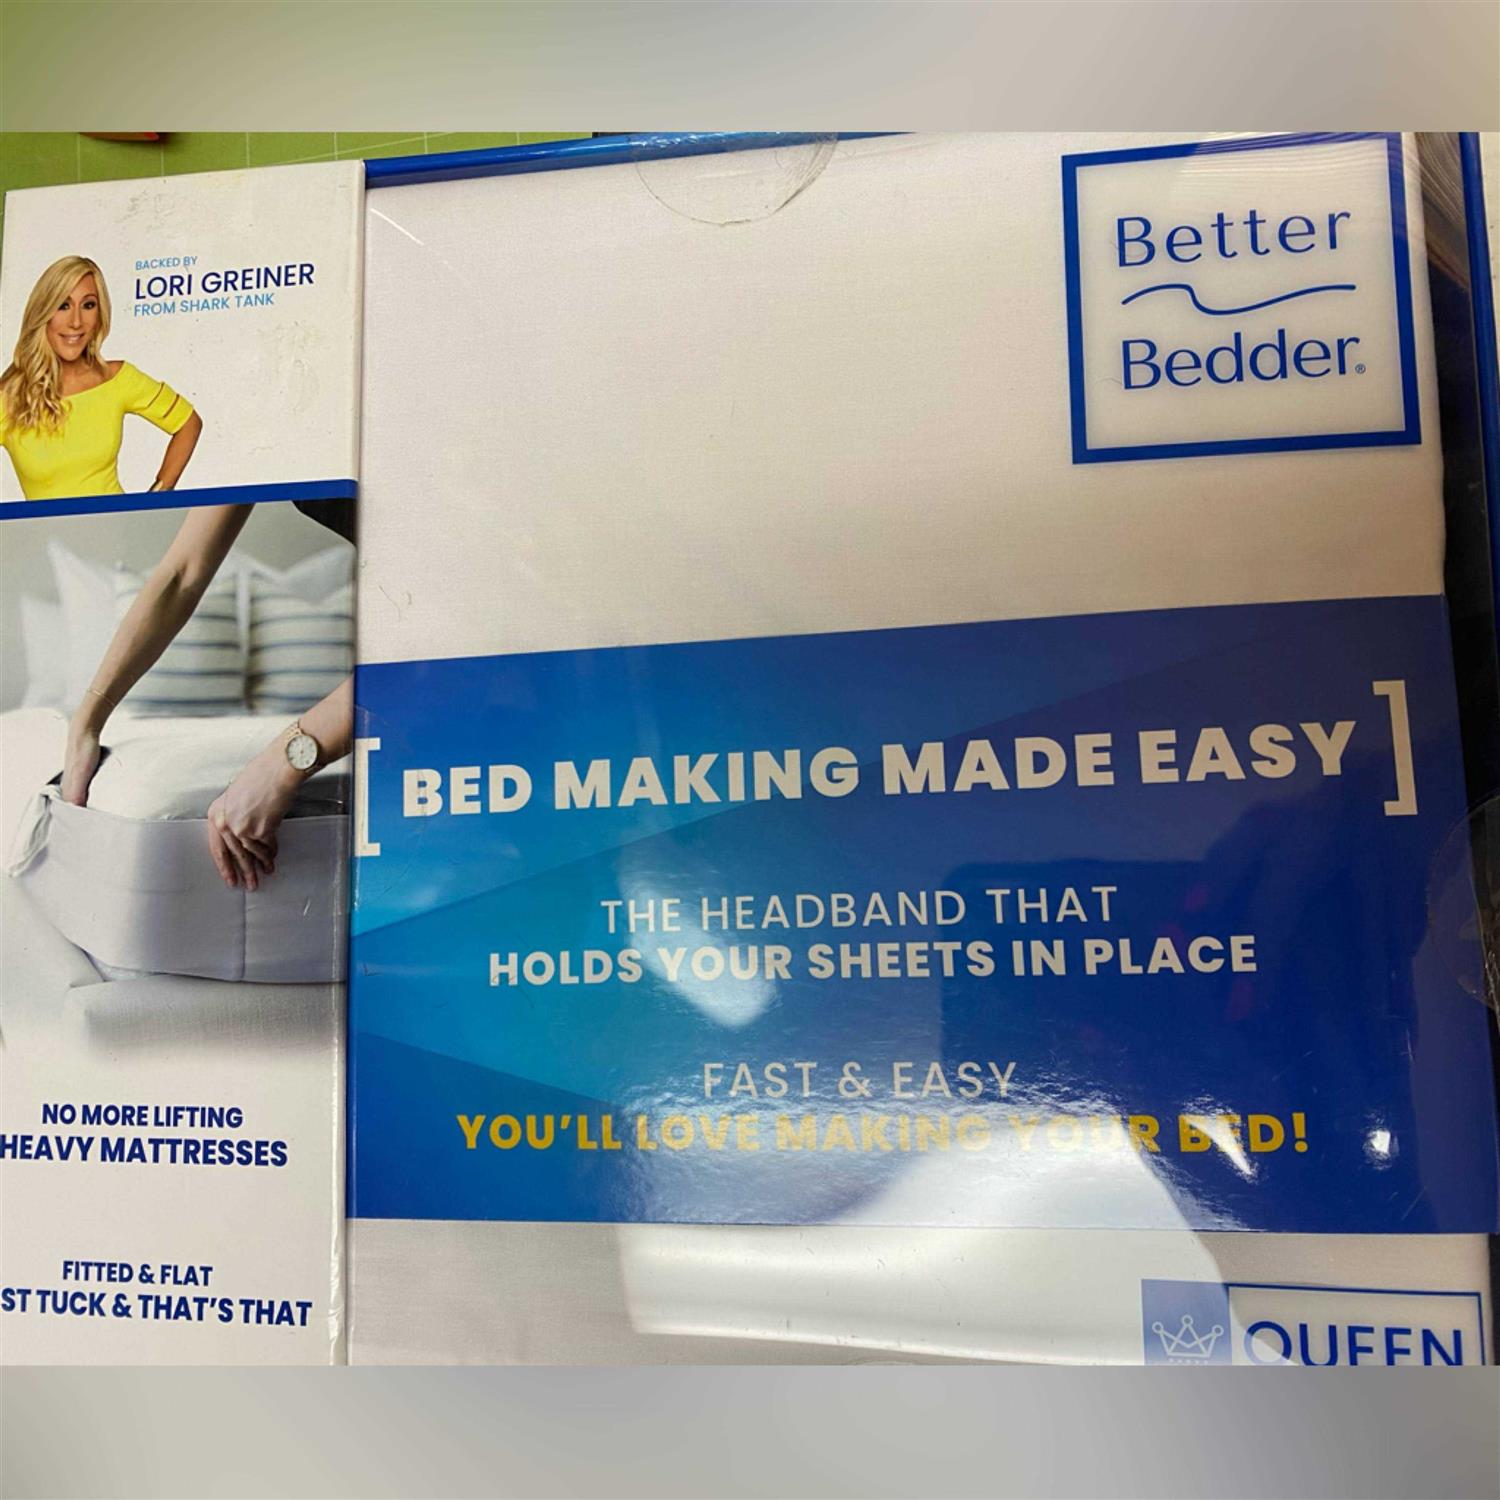 BACKED BY
LORI GREINER
FROM SHARK TANK
NO MORE LIFTING
HEAVY MATTRESSES
FITTED & FLAT
ST TUCK & THAT'S THAT
Better
Bedder®
[BED MAKING MADE EASY]
THE HEADBAND THAT
HOLDS YOUR SHEETS IN PLACE
FAST & EASY
YOU'LL LOVE MAKING YOUR BED!
QUEEN